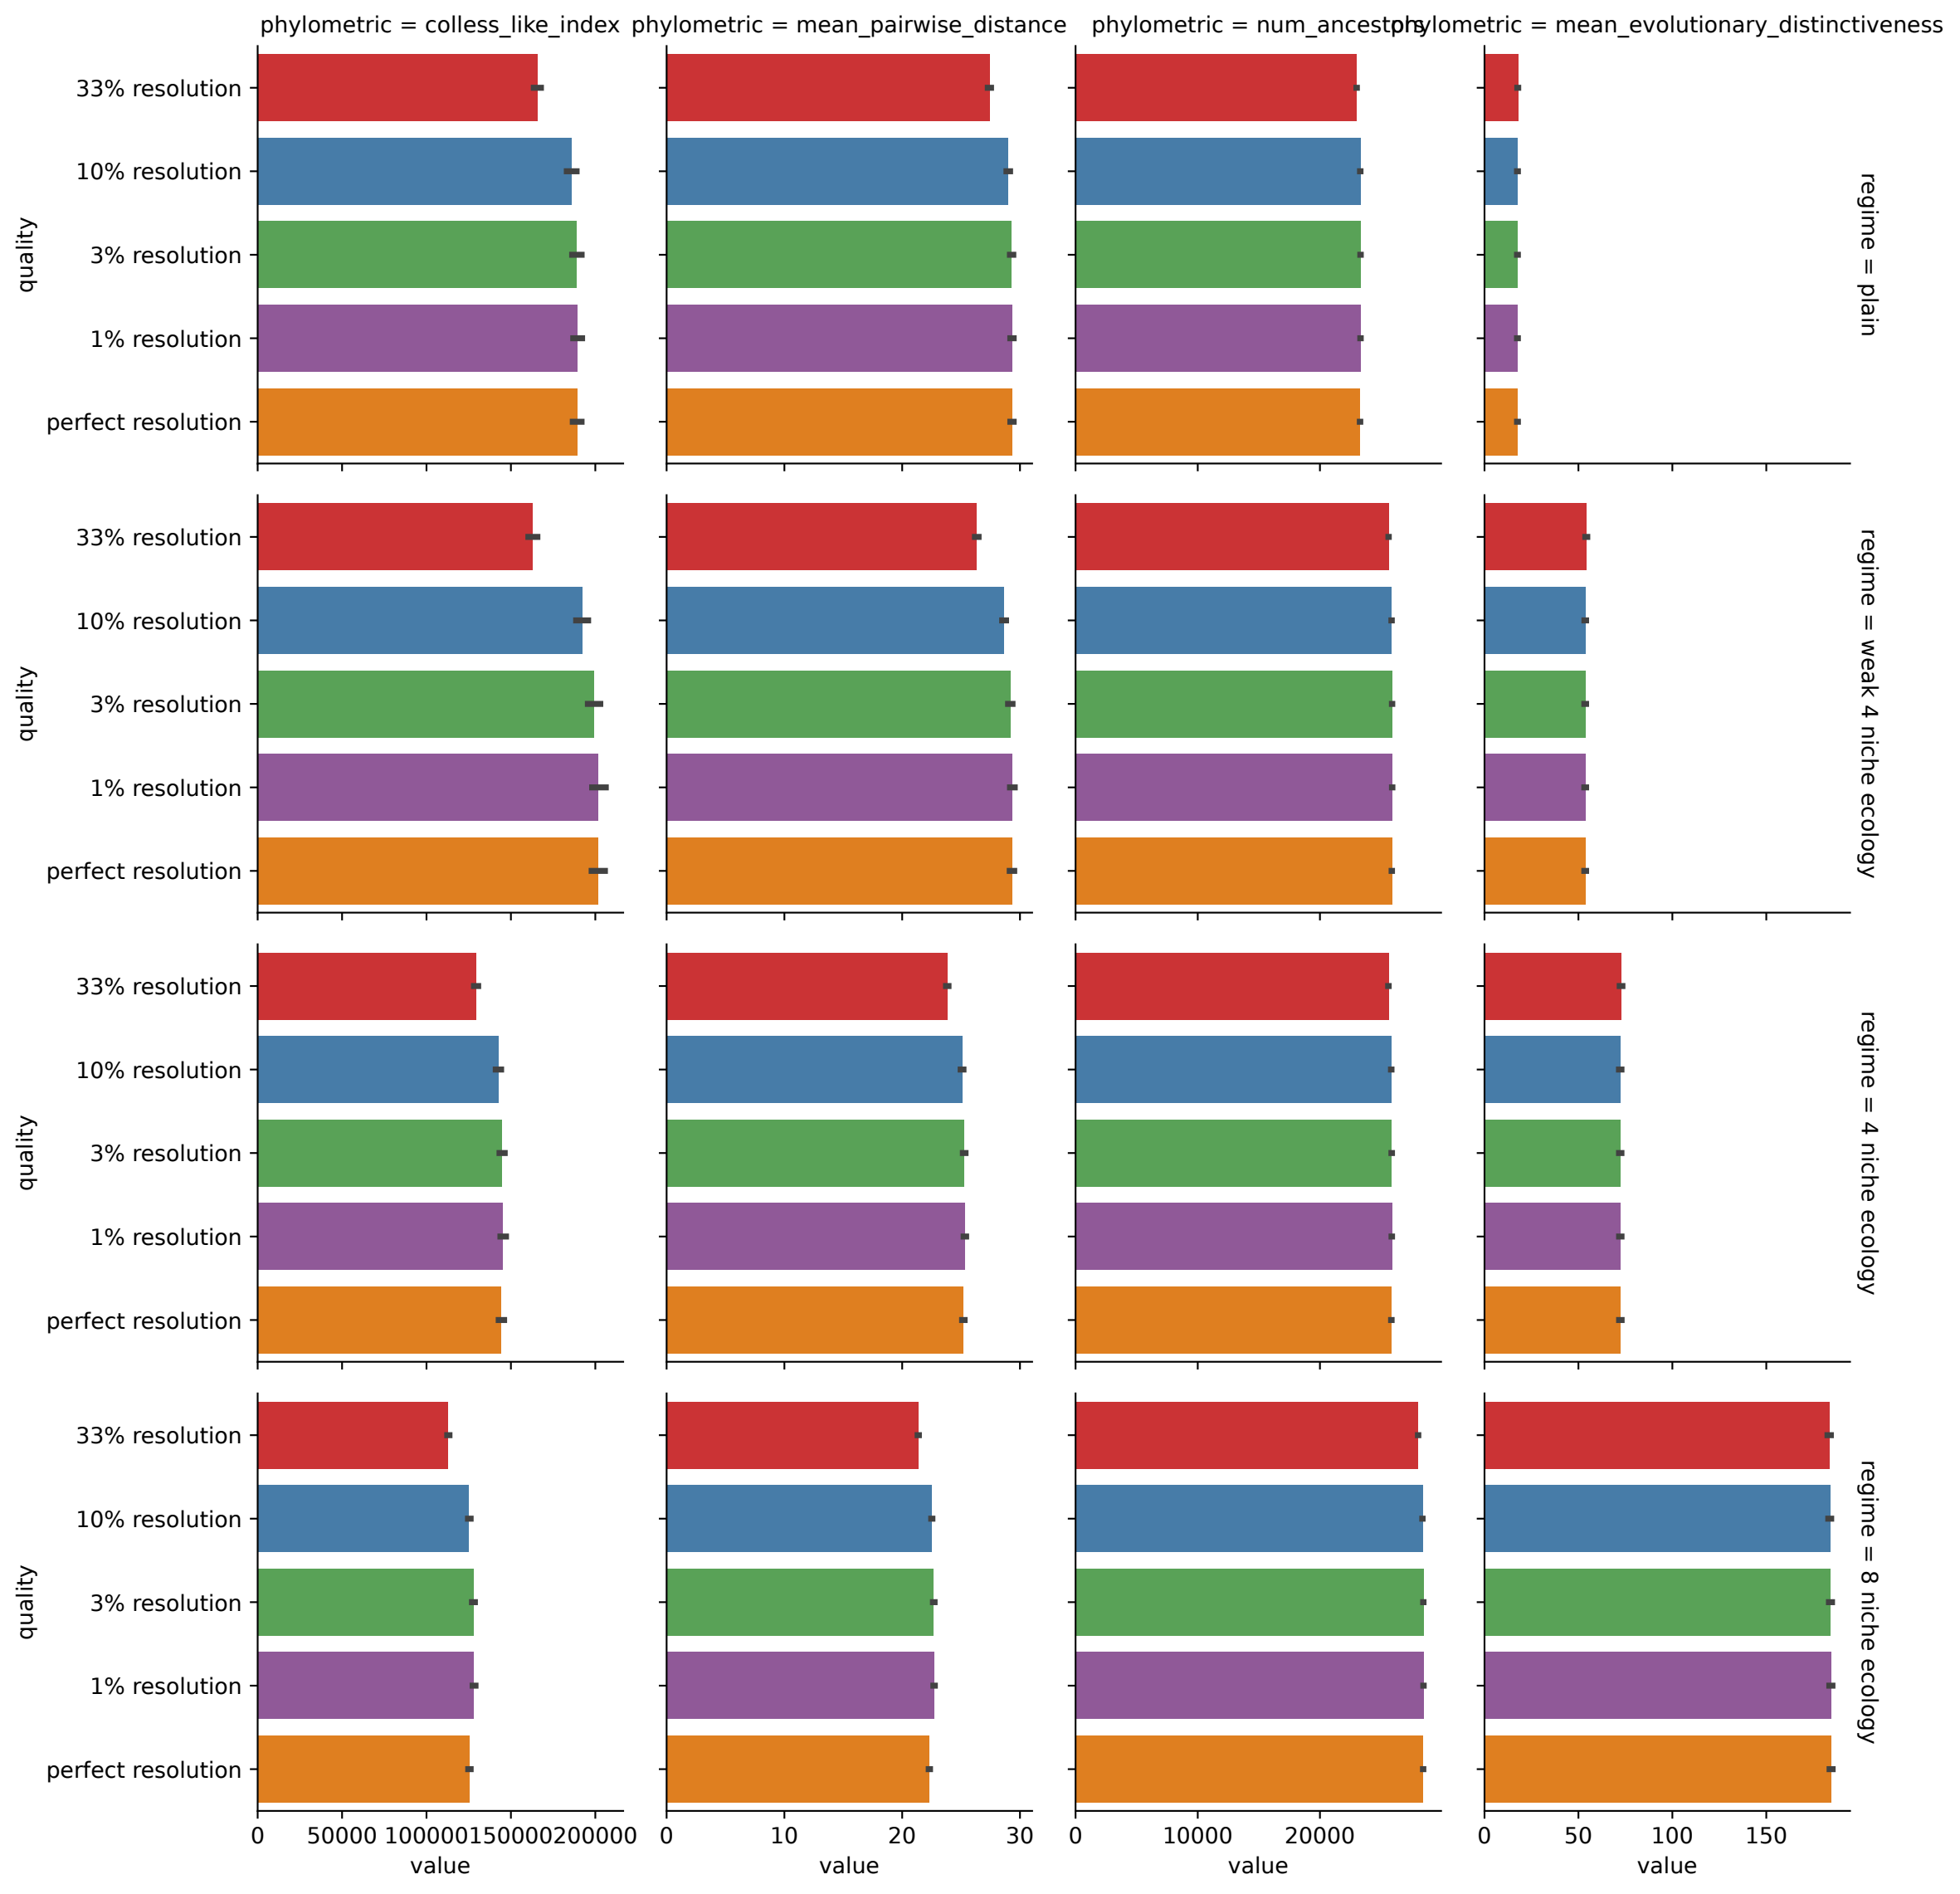 phylometric = colless_like_index
phylometric = mean_pairwise_distance
phylometric = num_ancestors
phylometric = mean_evolutionary_distinctiveness
quality
33% resolution
10% resolution
3% resolution
1% resolution
perfect resolution
regime = plain
quality
33% resolution
10% resolution
3% resolution
1% resolution
perfect resolution
regime = weak 4 niche ecology
quality
33% resolution
10% resolution
3% resolution
1% resolution
perfect resolution
regime = 4 niche ecology
quality
33% resolution
10% resolution
3% resolution
1% resolution
perfect resolution
regime = 8 niche ecology
0 50000 100000 150000 200000
value
0 10 20 30
value
0 10000 20000
value
0 50 100 150
value